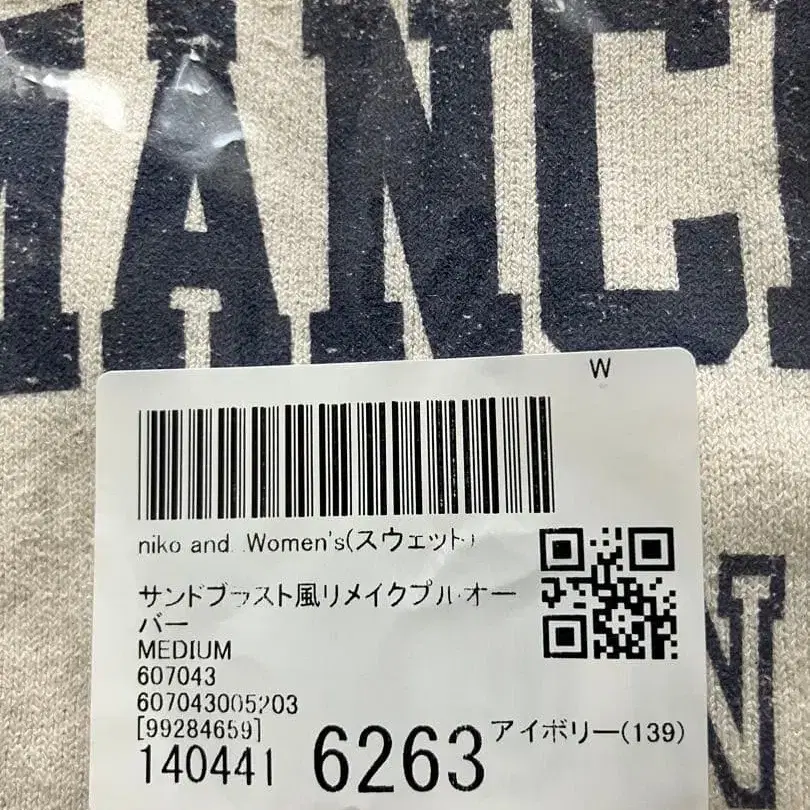 MANC
W
niko and...Women's(スウェット)
サンドブラスト風リメイクプルオー
バー
MEDIUM
607043
607043005203
[99284659]
140441 6263 アイボリー(139)
N